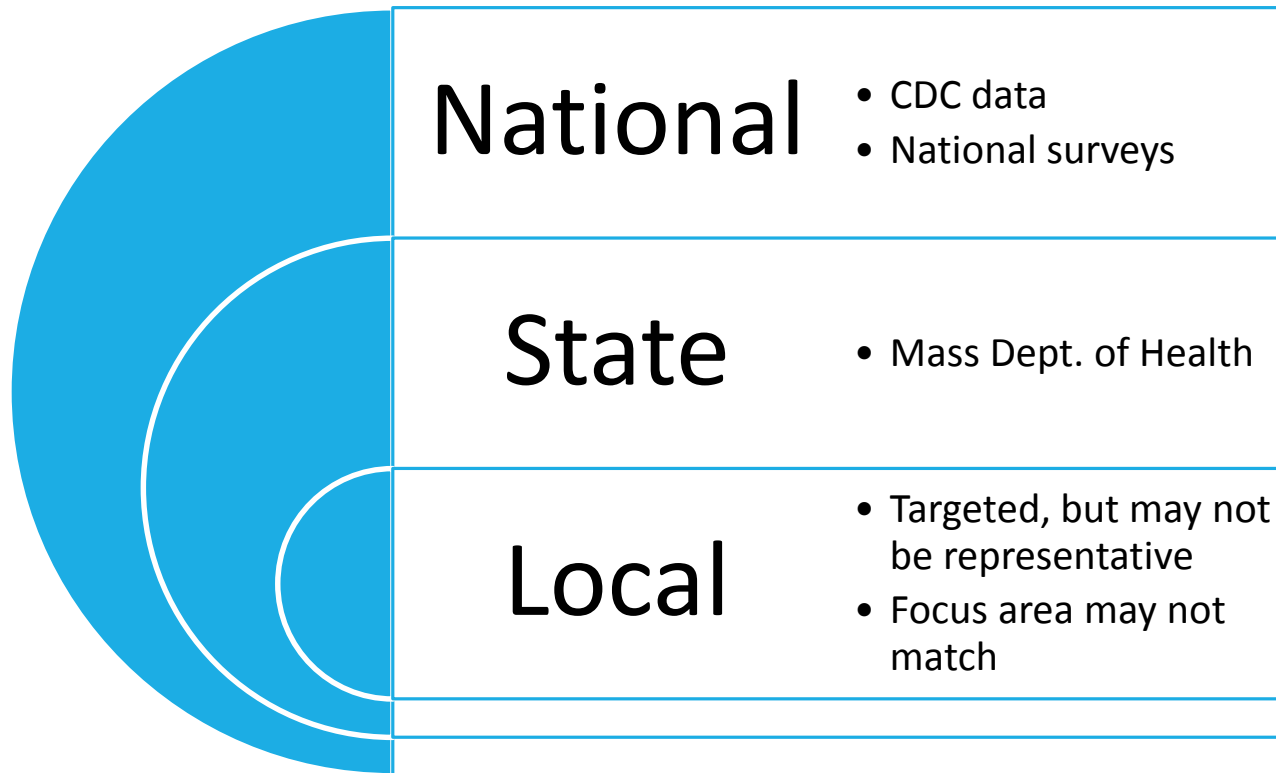 National
• CDC data
• National surveys
State
• Mass Dept. of Health
Local
• Targeted, but may not
be representative
• Focus area may not
match